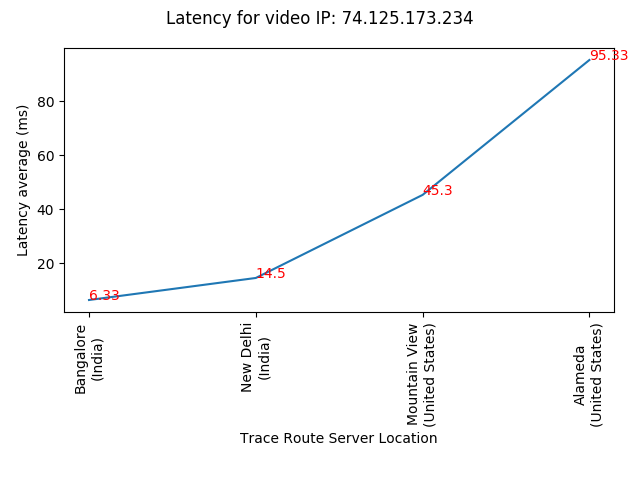 Latency for video IP: 74.125.173.234
Latency average (ms)
80
60
40
20
6.33
14.5
45.3
95.33
Bangalore
(India)
New Delhi
(India)
Mountain View
(United States)
Alameda
(United States)
Trace Route Server Location